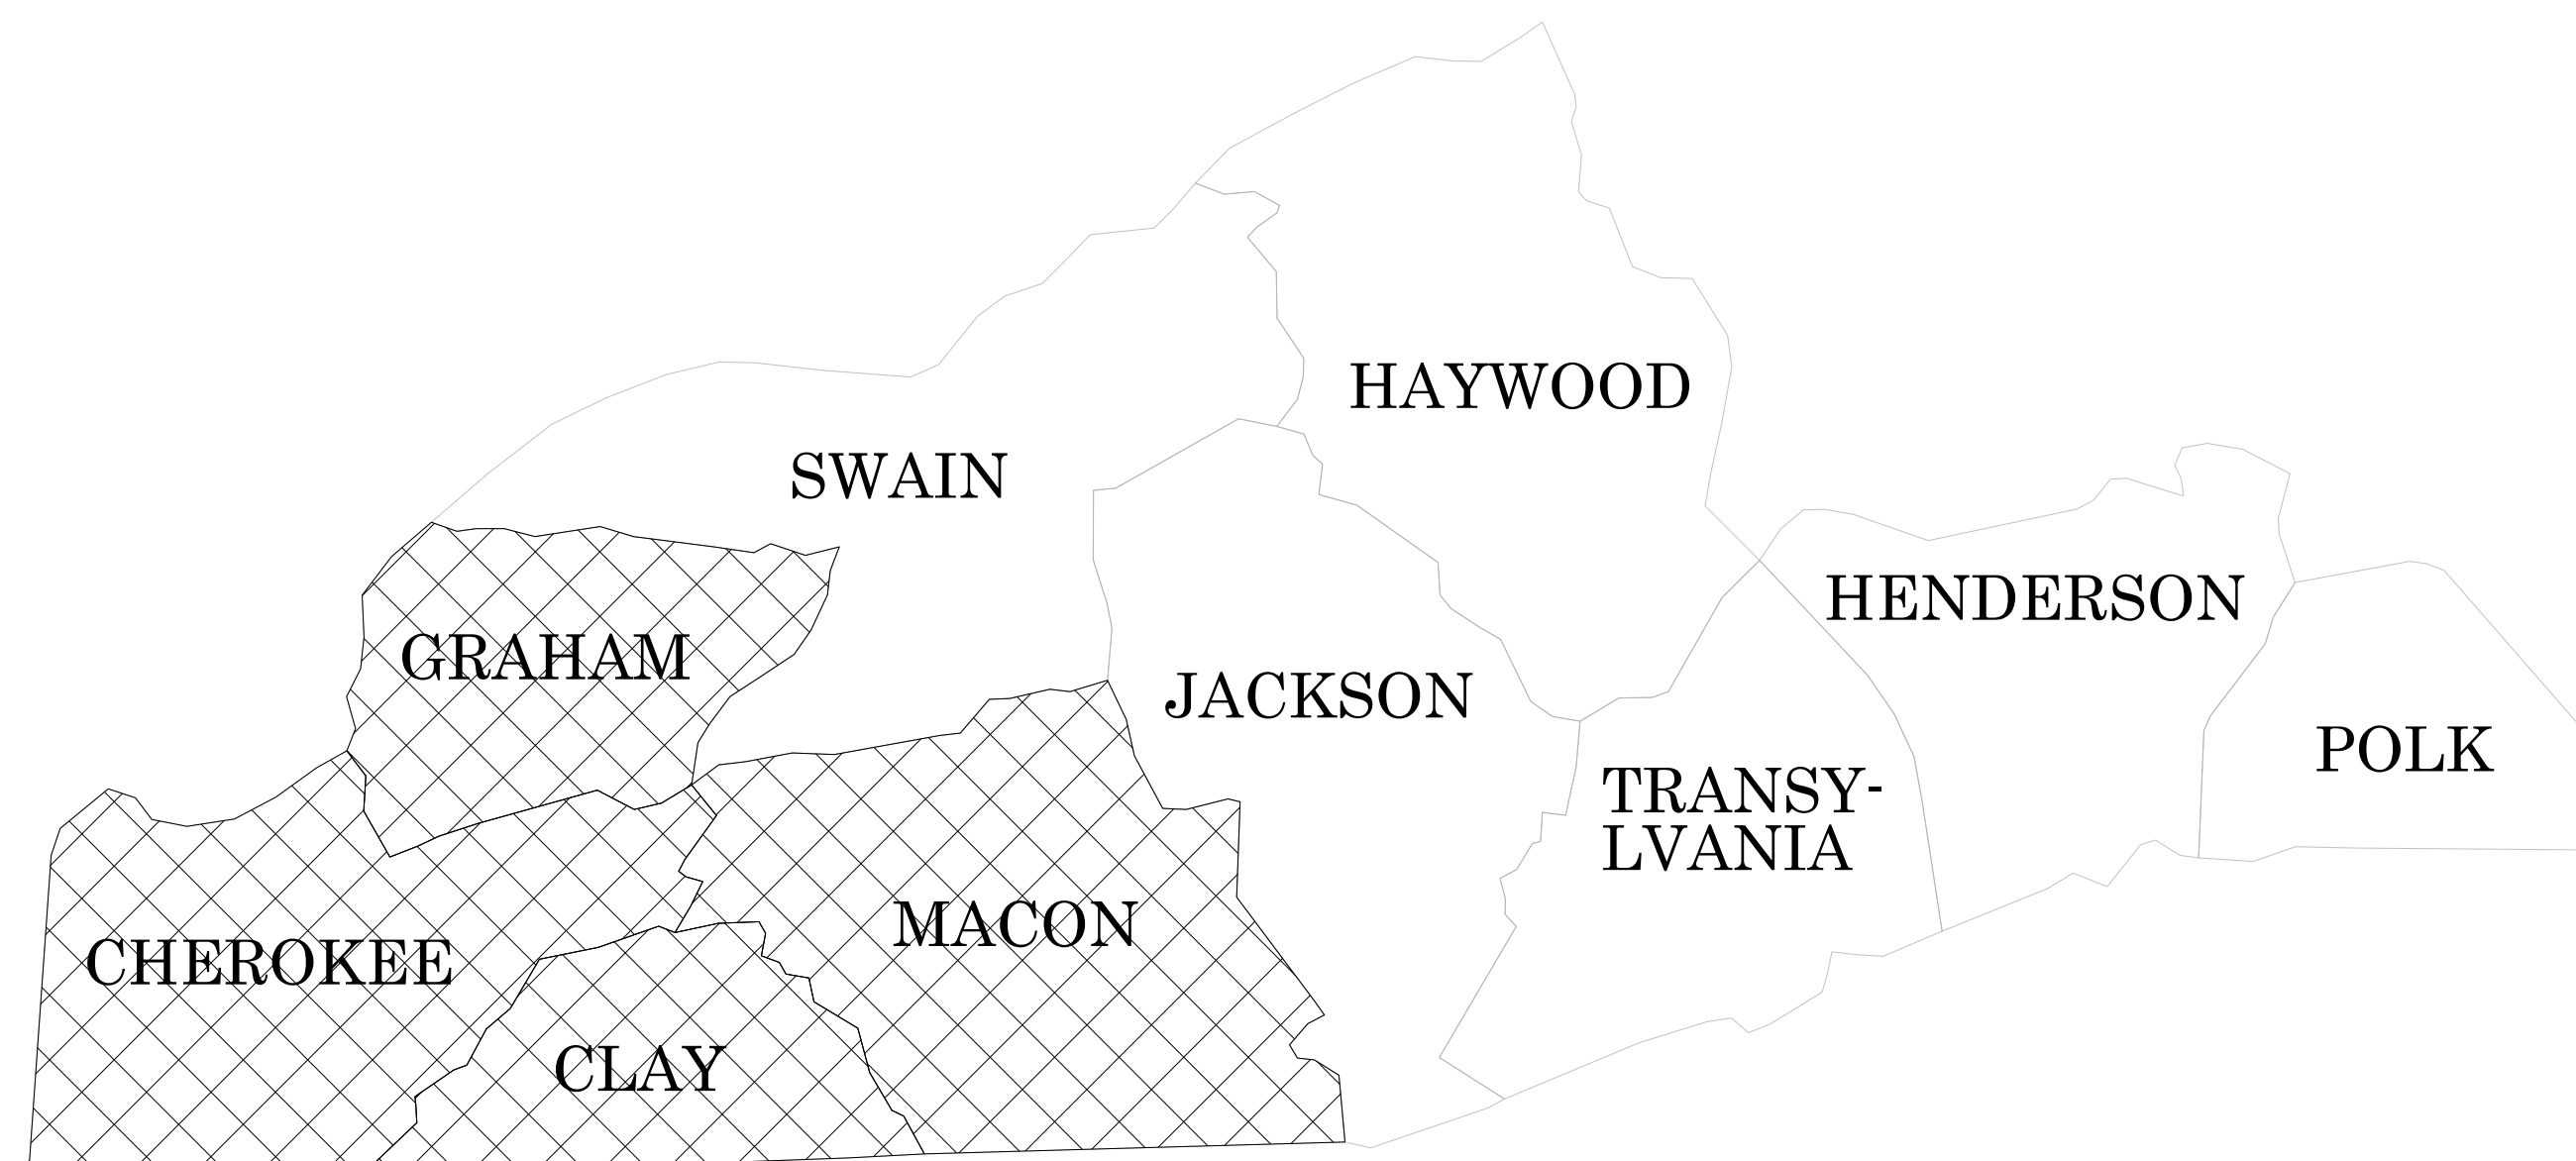 HAYWOOD
SWAIN
HENDERSON
GRAHAM
JACKSON
POLK
TRANSY-
LVANIA
MACON
CHEROKEE
CLAY